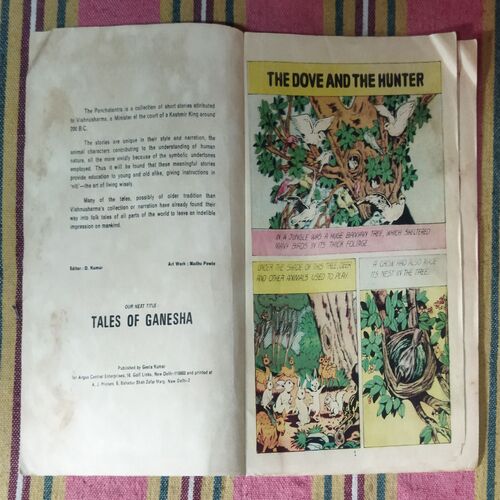 The Panchatantra is a collection of short stories attributed
to Vishnusharma, a Minister at the court of a Kashmir King around
200 B.C.
The stories are unique in their style and narration, the
animal characters contributing to the understanding of human
nature, all the more vividly because of the symbolic undertones
employed. Thus it will be found that these meaningful stories
provide education to young and old alike, giving instructions in
'niti'—the art of living wisely.
Many of the tales, possibly of older tradition than
Vishnusharma's collection or narration have already found their
way into folk tales of all parts of the world to leave an indelible
impression on mankind.
Editor : D. Kumar Art Work : Madhu Powle
OUR NEXT TITLE :
TALES OF GANESHA
Published by Geeta Kumar
for Argus Central Enterprises, 10, Golf Links, New Delhi-110003 and printed at
A. J. Printers, 5, Bahadur Shah Zafar Marg, New Delhi-2
THE DOVE AND THE HUNTER
IN A JUNGLE WAS A HUGE BANYAN TREE, WHICH SHELTERED
MANY BIRDS IN ITS THICK FOLIAGE.
UNDER THE SHADE OF THIS TREE, DEER
AND OTHER ANIMALS USED TO PLAY.
A CROW HAD ALSO BUILT
ITS NEST IN THE TREE.
1